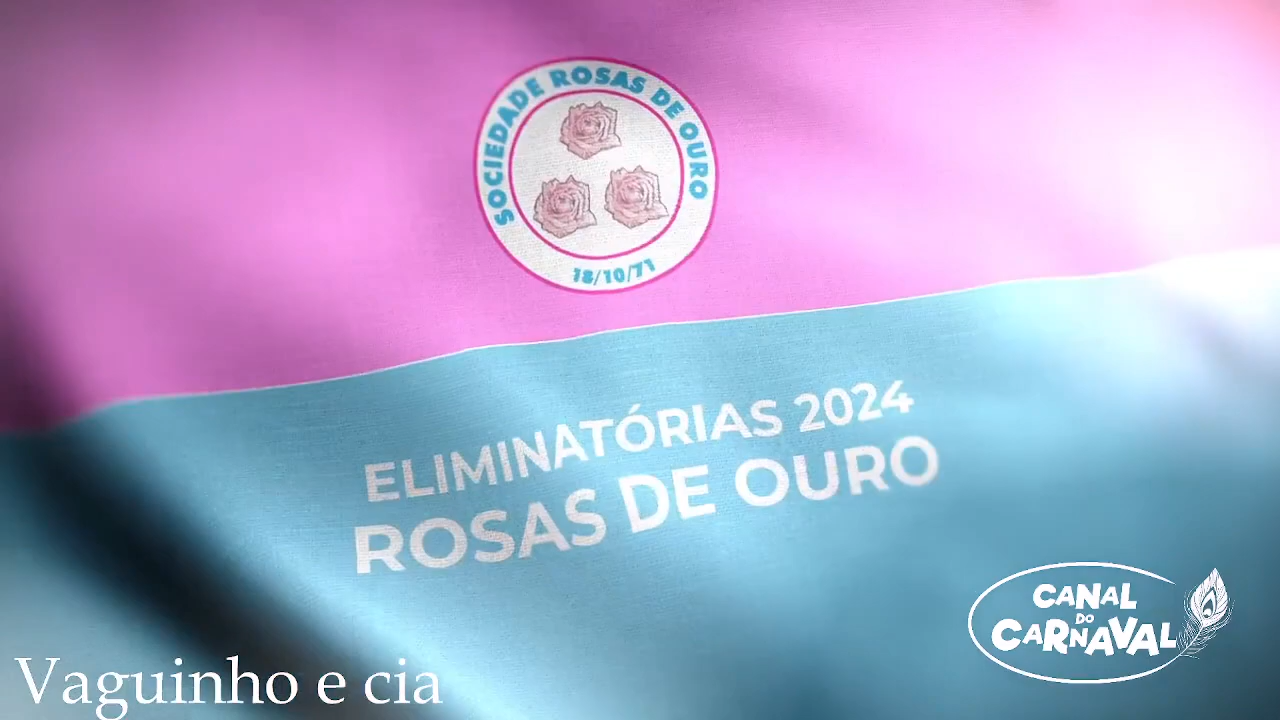 SOCIEDADE ROSAS DE OURO
18/10/71
ELIMINATÓRIAS 2024
ROSAS DE OURO
CANAL
DO
CARNAVAL
Vaguinho e cia